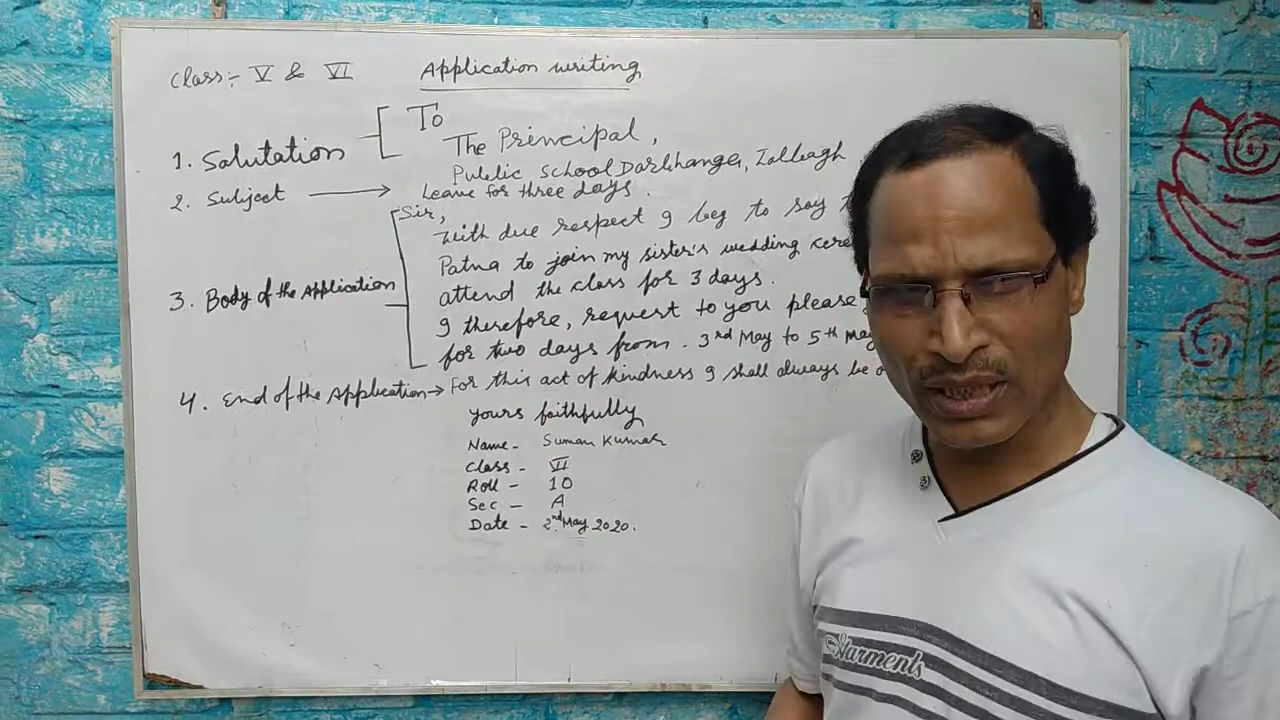 Class:- V & VI Application writing
1. Salutation To
The Principal,
Public School Darbhanga, Lalbagh
2. Subject → Leave for three days.
Sir,
With due respect I beg to say
Patna to join my sister's wedding cere
3. Body of the Application attend the class for 3 days.
I therefore, request to you please
for two days from - 3rd May to 5th May
4. End of the Application → For this act of kindness I shall always be o
yours faithfully
Name - Suman Kumar
Class - VI
Roll - 10
Sec - A
Date - 2nd May 2020.
Garments